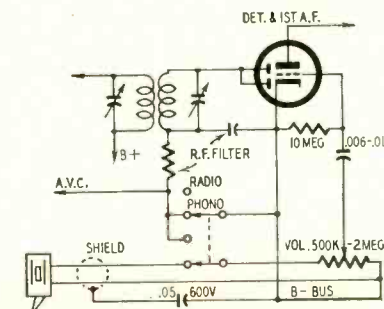 DET. & 1ST A.F.
10 MEG
.006-.01
B+
R.F. FILTER
RADIO
A.V.C.
PHONO
SHIELD
VOL. 500K-2MEG.
.05 600V
B- BUS